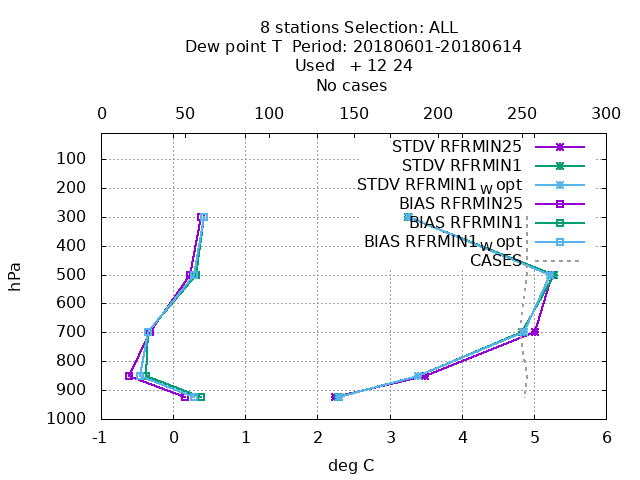 8 stations Selection: ALL
Dew point T  Period: 20180601-20180614
Used   + 12 24
No cases
0 50 100 150 200 250 300
STDV RFRMIN25
STDV RFRMIN1_W opt
STDV RFRMIN1
BIAS RFRMIN25
BIAS RFRMIN1
BIAS RFRMIN1_W opt
CASES
100
200
300
400
500
600
700
800
900
1000
hPa
-1 0 1 2 3 4 5 6
deg C